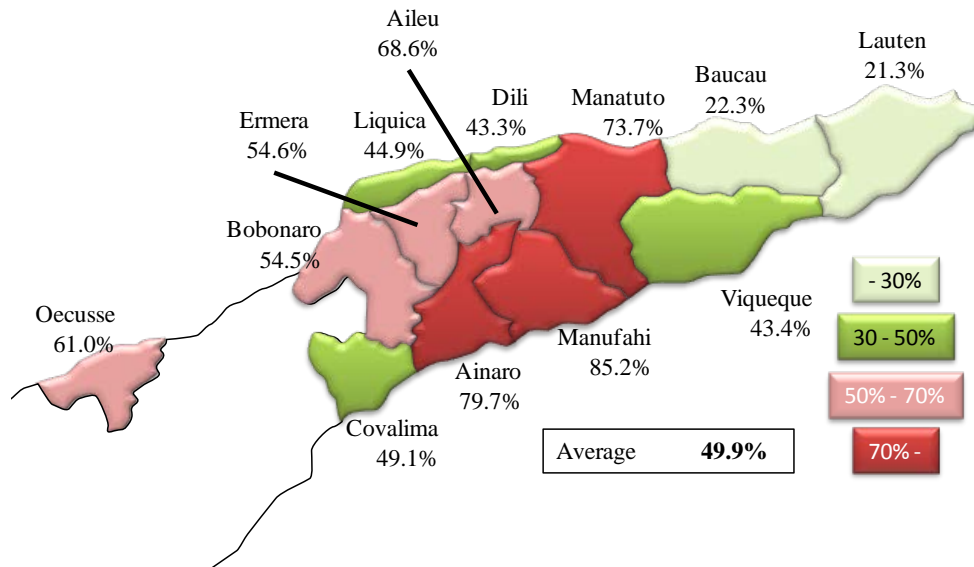 Aileu
68.6%
Lauten
21.3%
Baucau
22.3%
Dili
43.3%
Manatuto
73.7%
Ermera
54.6%
Liquica
44.9%
Bobonaro
54.5%
Oecusse
61.0%
Viqueque
43.4%
Manufahi
85.2%
Ainaro
79.7%
Covalima
49.1%
Average 49.9%
- 30%
30 - 50%
50% - 70%
70% -